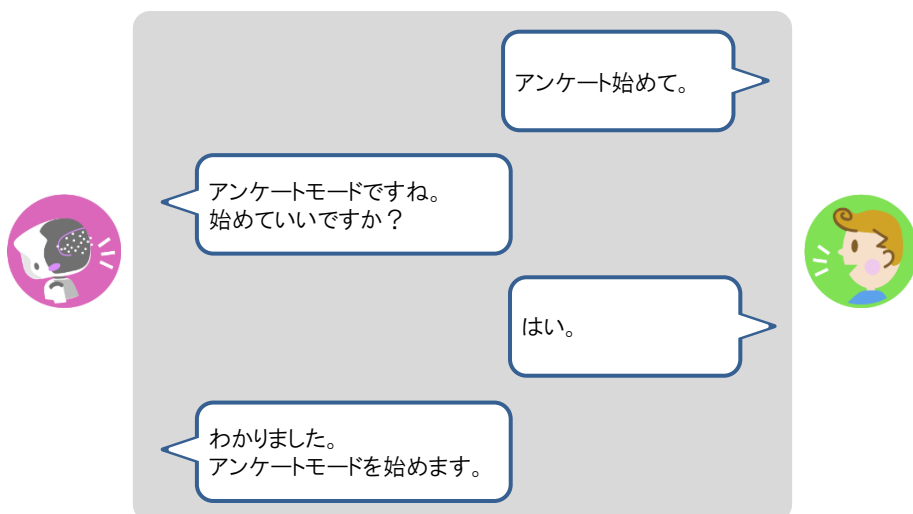 アンケート始めて。
アンケートモードですね。
始めていいですか？
はい。
わかりました。
アンケートモードを始めます。